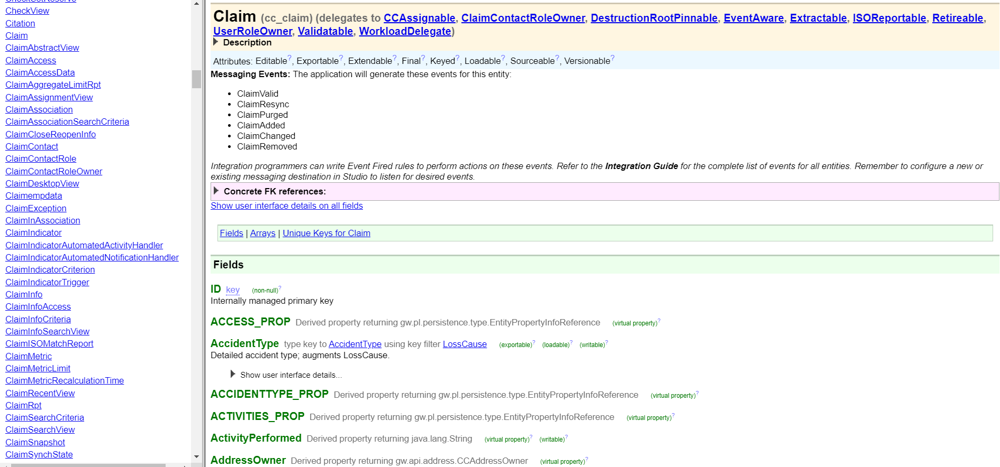 CheckSetReserve
CheckView
Citation
Claim
ClaimAbstractView
ClaimAccess
ClaimAccessData
ClaimAggregateLimitRpt
ClaimAssignmentView
ClaimAssociation
ClaimAssociationSearchCriteria
ClaimCloseReopenInfo
ClaimContact
ClaimContactRole
ClaimContactRoleOwner
ClaimDesktopView
Claimempdata
ClaimException
ClaimInAssociation
ClaimIndicator
ClaimIndicatorAutomatedActivityHandler
ClaimIndicatorAutomatedNotificationHandler
ClaimIndicatorCriterion
ClaimIndicatorTrigger
ClaimInfo
ClaimInfoAccess
ClaimInfoCriteria
ClaimInfoSearchView
ClaimISOMatchReport
ClaimMetric
ClaimMetricLimit
ClaimMetricRecalculationTime
ClaimRecentView
ClaimRpt
ClaimSearchCriteria
ClaimSearchView
ClaimSnapshot
ClaimSynchState
Claim (cc_claim) (delegates to CCAssignable, ClaimContactRoleOwner, DestructionRootPinnable, EventAware, Extractable, ISOReportable, Retireable,
UserRoleOwner, Validatable, WorkloadDelegate)
Description
Attributes: Editable?, Exportable?, Extendable?, Final?, Keyed?, Loadable?, Sourceable?, Versionable?
Messaging Events: The application will generate these events for this entity:
• ClaimValid
• ClaimResync
• ClaimPurged
• ClaimAdded
• ClaimChanged
• ClaimRemoved
Integration programmers can write Event Fired rules to perform actions on these events. Refer to the Integration Guide for the complete list of events for all entities. Remember to configure a new or
existing messaging destination in Studio to listen for desired events.
Concrete FK references:
Show user interface details on all fields
Fields | Arrays | Unique Keys for Claim
Fields
ID key (non-null)?
Internally managed primary key
ACCESS_PROP Derived property returning gw.pl.persistence.type.EntityPropertyInfoReference (virtual property)?
AccidentType type key to AccidentType using key filter LossCause (exportable)? (loadable)? (writable)?
Detailed accident type; augments LossCause.
Show user interface details...
ACCIDENTTYPE_PROP Derived property returning gw.pl.persistence.type.EntityPropertyInfoReference (virtual property)?
ACTIVITIES_PROP Derived property returning gw.pl.persistence.type.EntityPropertyInfoReference (virtual property)?
ActivityPerformed Derived property returning java.lang.String (virtual property)? (writable)?
AddressOwner Derived property returning gw.api.address.CCAddressOwner (virtual property)?